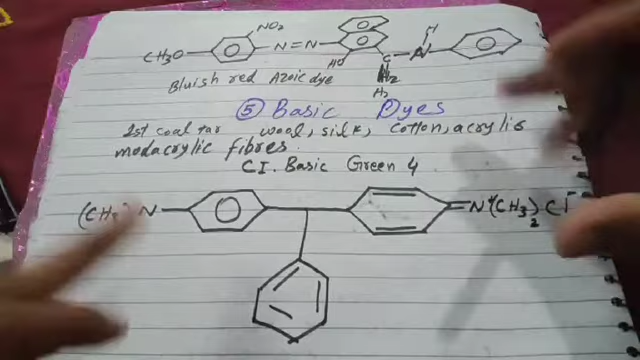 NO₂
CH₃O N=N
HO C N H
H₂
Bluish red Azoic dye
⑤ Basic Dyes
1st coal tar wool, silk, cotton, acrylic
modacrylic fibres
C.I. Basic Green 4
N =N⁺(CH₃)₂ Cl⁻